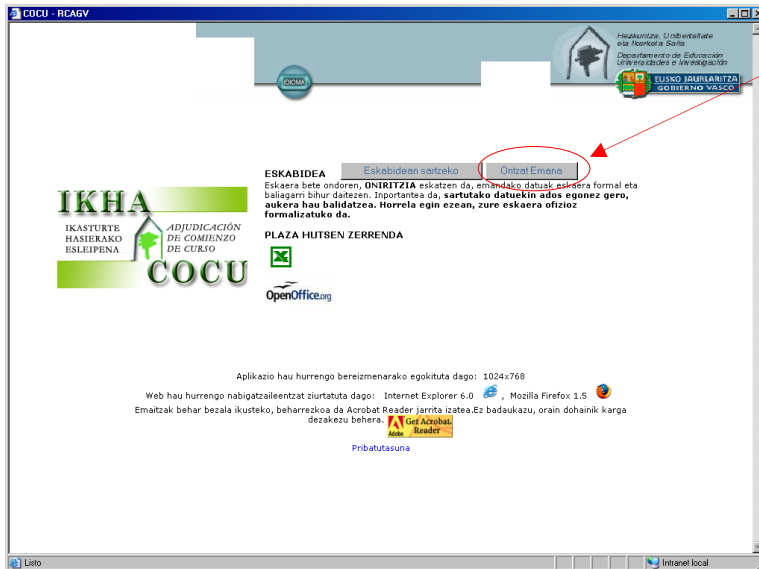 COCU - RCAGV
Hezkuntza, Unibertsitate
eta Ikerketa Saila
Departamento de Educación
Universidades e Investigación
EUSKO JAURLARITZA
GOBIERNO VASCO
IDIOMA
ESKABIDEA
Eskabidean sartzeko
Ontzat Emana
Eskaera bete ondoren, ONIRITZIA eskatzen da, emandako datuak eskaera formal eta
baliagarri bihur daitezen. Inportantea da, sartutako datuekin ados egonez gero,
aukera hau balidatzea. Horrela egin ezean, zure eskaera ofizioz
formalizatuko da.
IKHA
IKASTURTE
HASIERAKO
ESLEIPENA
ADJUDICACIÓN
DE COMIENZO
DE CURSO
COCU
PLAZA HUTSEN ZERRENDA
OpenOffice.org
Aplikazio hau hurrengo bereizmenarako egokituta dago: 1024x768
Web hau hurrengo nabigatzaileentzat ziurtatuta dago: Internet Explorer 6.0 , Mozilla Firefox 1.5
Emaitzak behar bezala ikusteko, beharrezkoa da Acrobat Reader jarrita izatea.Ez badaukazu, orain dohainik karga
dezakezu behera.
Get Acrobat
Reader
Adobe
Pribatutasuna
Listo
Intranet local